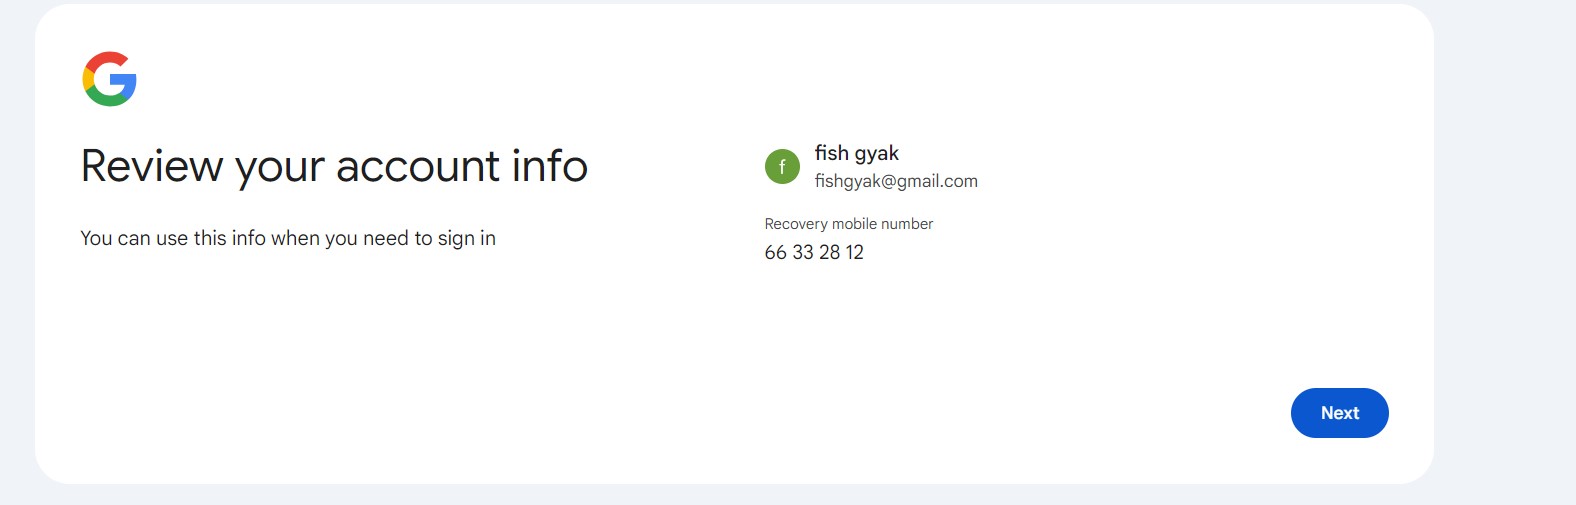 Review your account info
You can use this info when you need to sign in
f
fish gyak
fishgyak@gmail.com
Recovery mobile number
66 33 28 12
Next